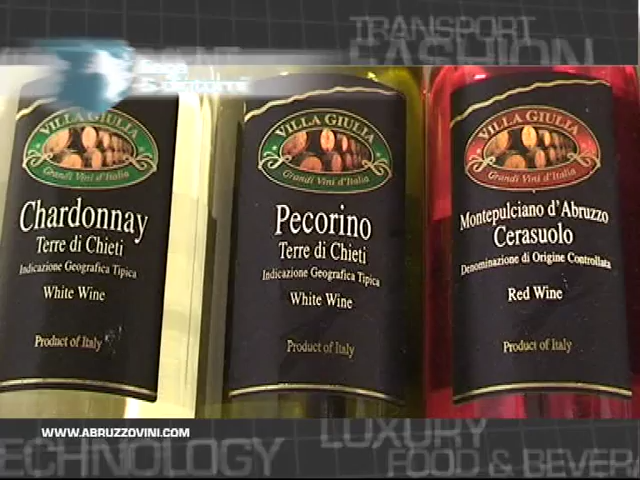 TRANSPORT
FASHION
VILLA GIULIA
Grandi Vini d'Italia
Chardonnay
Terre di Chieti
Indicazione Geografica Tipica
White Wine
Product of Italy
VILLA GIULIA
Grandi Vini d'Italia
Pecorino
Terre di Chieti
Indicazione Geografica Tipica
White Wine
Product of Italy
VILLA GIULIA
Grandi Vini d'Italia
Montepulciano d'Abruzzo
Cerasuolo
Denominazione di Origine Controllata
Red Wine
Product of Italy
WWW.ABRUZZOVINI.COM
LUXURY
ECHNOLOGY
FOOD & BEVERA